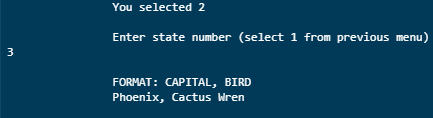 You selected 2
Enter state number (select 1 from previous menu)
3
FORMAT: CAPITAL, BIRD
Phoenix, Cactus Wren